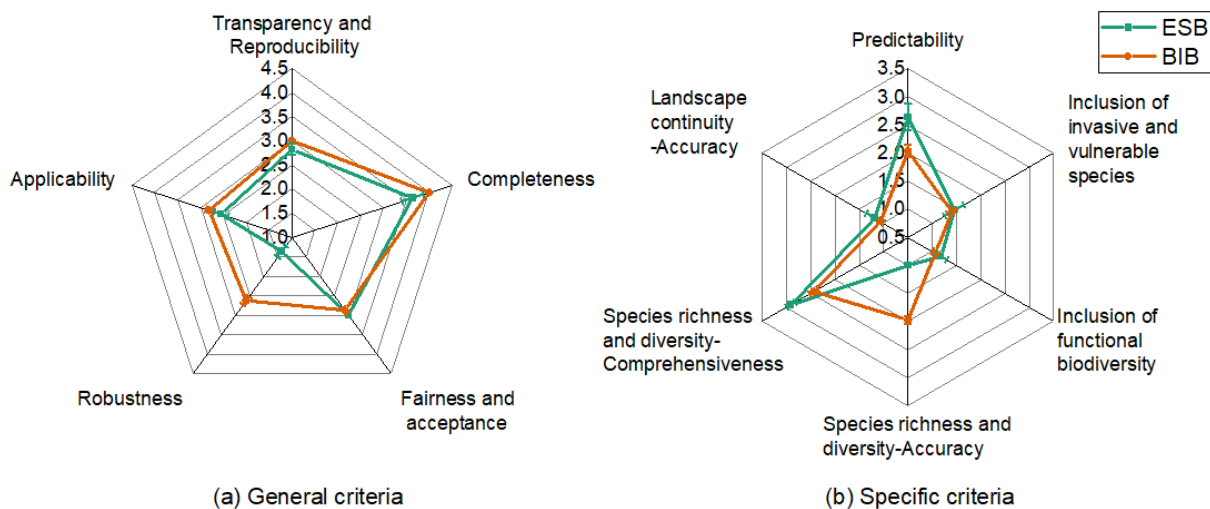 Transparency and
Reproducibility
4.5
4.0
3.5
3.0
2.5
2.0
1.5
1.0
Applicability
Completeness
Robustness
Fairness and
acceptance
(a) General criteria
ESB
BIB
Predictability
3.5
3.0
2.5
2.0
1.5
1.0
0.5
Landscape
continuity
-Accuracy
Inclusion of
invasive and
vulnerable
species
Species richness
and diversity-
Comprehensiveness
Inclusion of
functional
biodiversity
Species richness and
diversity-Accuracy
(b) Specific criteria